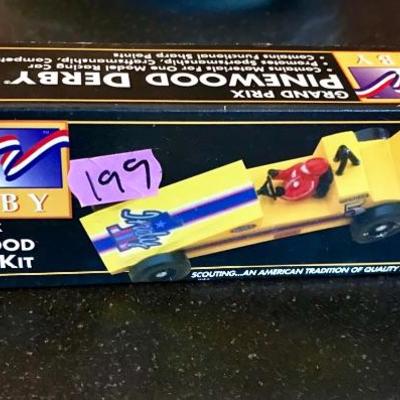 GRAND PRIX
PINEWOOD DERBY
• Contains Materials For One Model Racing Car
• Promotes Sportsmanship, Craftsmanship, Compet
• Contains Functional Sharp Points
BY
199
BY
OOD
KIT
Derby
SCOUTING...AN AMERICAN TRADITION OF QUALITY